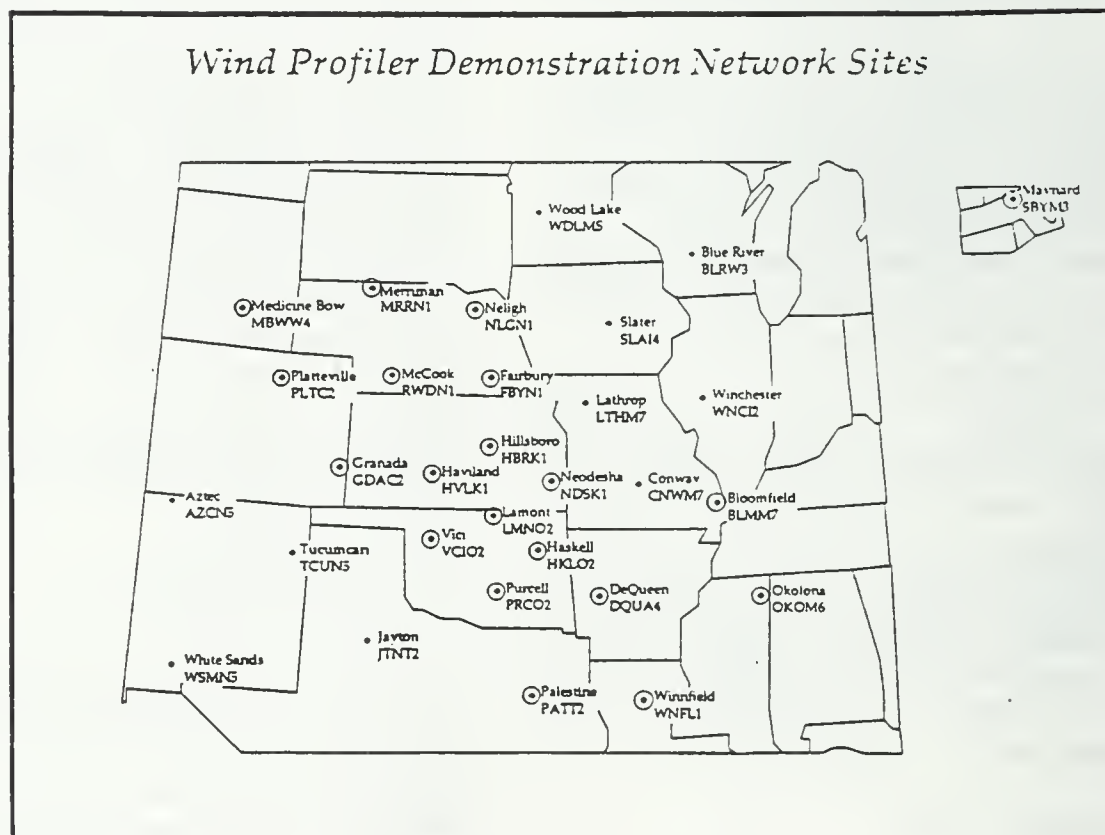 Wind Profiler Demonstration Network Sites
Maynard
SBYM3
Wood Lake
WDLM5
Blue River
BLRW3
Merriman
MRRN1
Medicine Bow
MBWW4
Neligh
NLGN1
Slater
SLAI4
Platteville
PLTC2
McCook
RWDN1
Fairbury
FBYN1
Lathrop
LTHM7
Winchester
WNCI2
Hillsboro
HBRK1
Granada
GDAC2
Haviland
HVLK1
Neodesha
NDSK1
Conway
CNWM7
Bloomfield
BLMM7
Aztec
AZCN5
Lamont
LMNO2
Vici
VCIO2
Haskell
HKLO2
Tucumcari
TCUN5
Purcell
PRCO2
DeQueen
DQUA4
Okolona
OKOM6
Jayton
JTNT2
White Sands
WSMN5
Palestine
PATT2
Winnfield
WNFL1